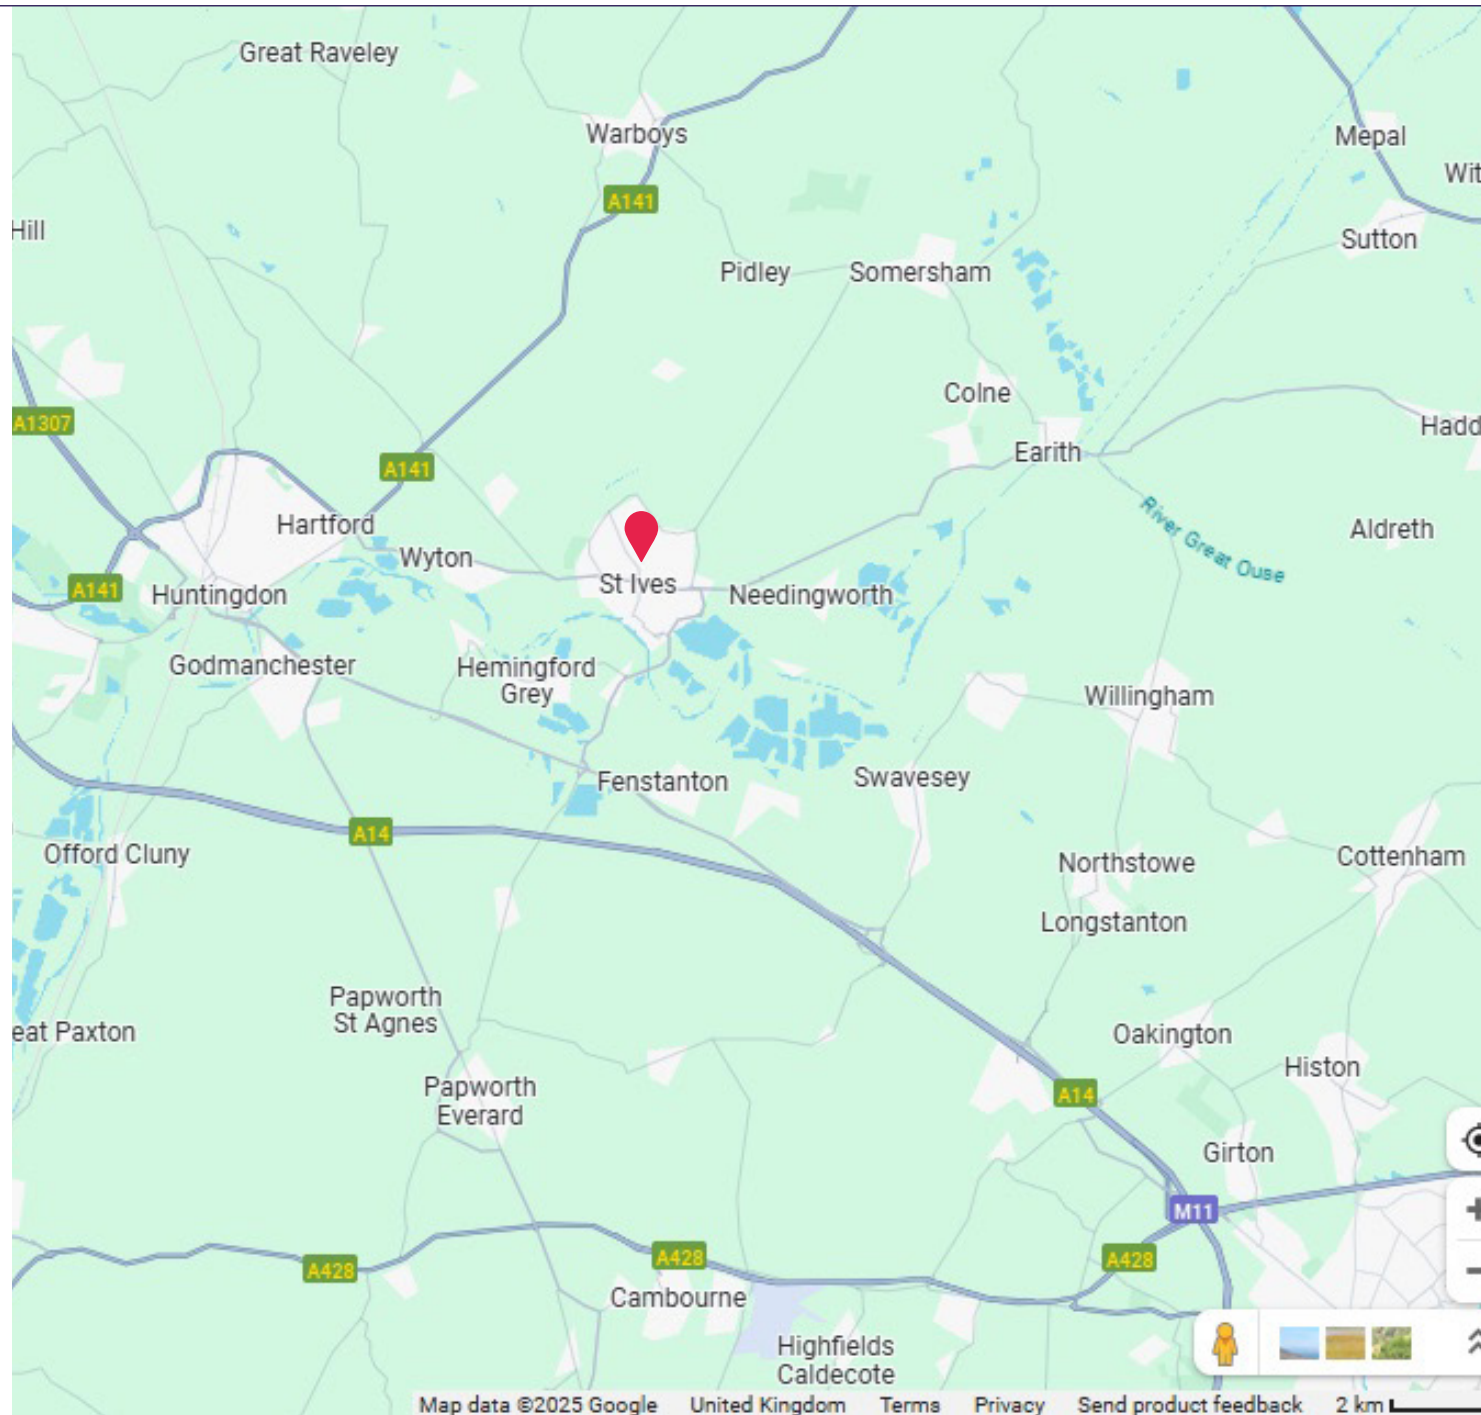 Great Raveley
Warboys
Mepal
Wit
A141
Hill
Sutton
Pidley
Somersham
Colne
A1307
Hadd
Earith
A141
River Great Ouse
Hartford
Aldreth
Wyton
St Ives
A141
Huntingdon
Needingworth
Godmanchester
Hemingford
Grey
Willingham
Fenstanton
Swavesey
A14
Offord Cluny
Northstowe
Cottenham
Longstanton
Papworth
St Agnes
eat Paxton
Oakington
Histon
Papworth
Everard
A14
Girton
M11
A428
A428
A428
Cambourne
Highfields
Caldecote
Map data ©2025 Google United Kingdom Terms Privacy Send product feedback 2 km